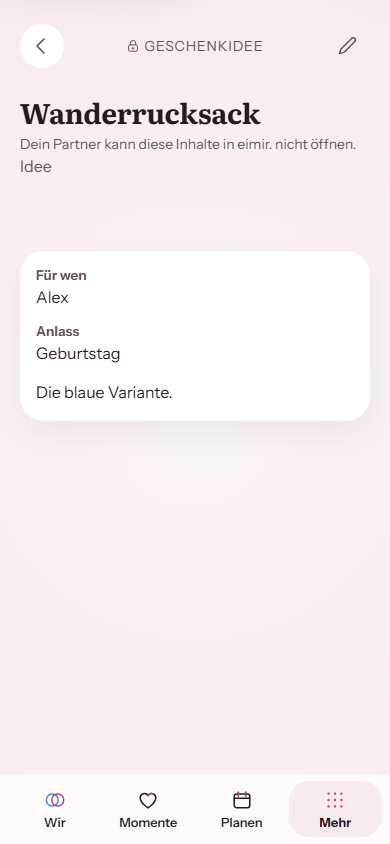 GESCHENKIDEE
Wanderrucksack
Dein Partner kann diese Inhalte in eimir. nicht öffnen.
Idee
Für wen
Alex
Anlass
Geburtstag
Die blaue Variante.
Wir
Momente
Planen
Mehr